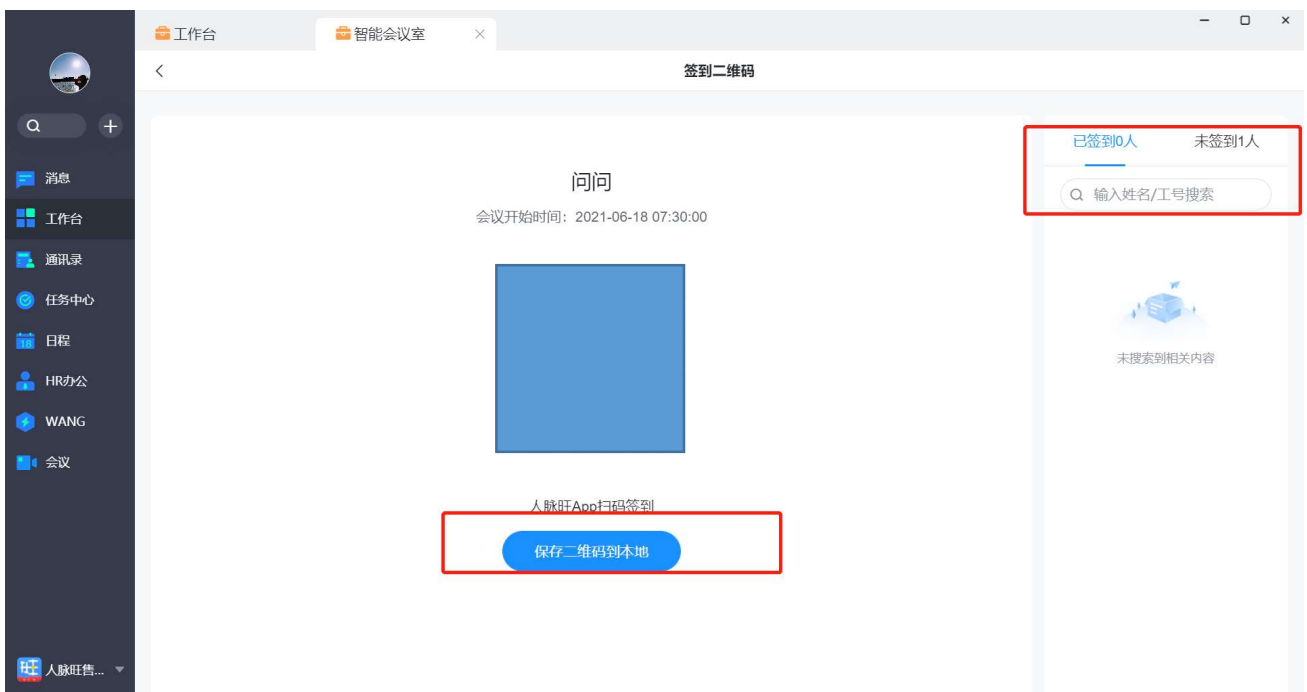 工作台
智能会议室
签到二维码
消息
工作台
通讯录
任务中心
18
日程
HR办公
WANG
会议
旺
人脉旺售...
问问
会议开始时间：2021-06-18 07:30:00
人脉旺App扫码签到
保存二维码到本地
已签到0人
未签到1人
输入姓名/工号搜索
未搜索到相关内容